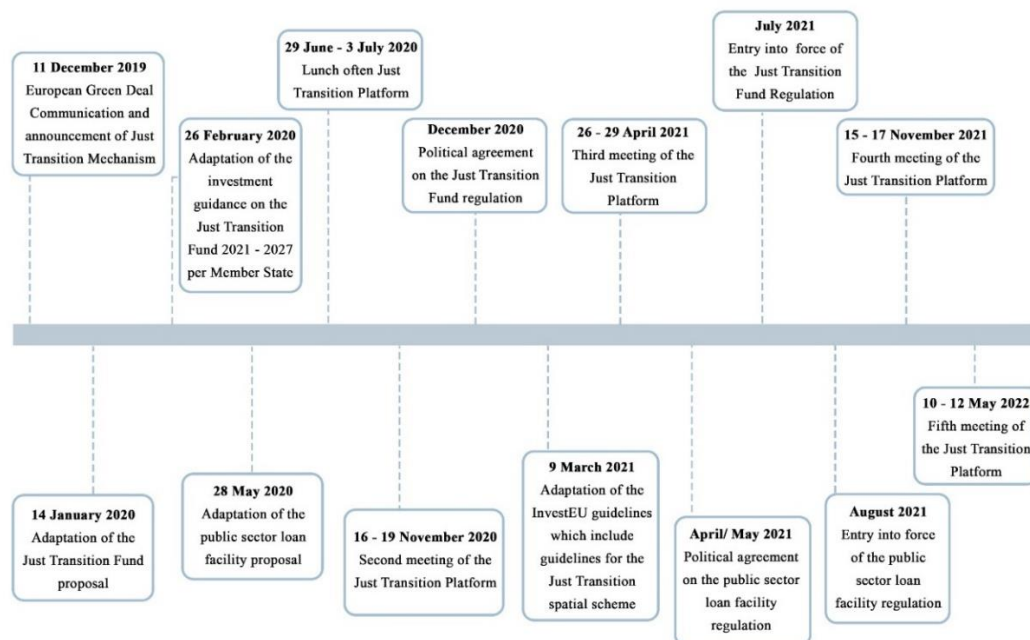 11 December 2019
European Green Deal
Communication and
announcement of Just
Transition Mechanism
26 February 2020
Adaptation of the
investment
guidance on the
Just Transition
Fund 2021 - 2027
per Member State
29 June - 3 July 2020
Lunch often Just
Transition Platform
December 2020
Political agreement
on the Just Transition
Fund regulation
26 - 29 April 2021
Third meeting of the
Just Transition
Platform
July 2021
Entry into force of
the Just Transition
Fund Regulation
15 - 17 November 2021
Fourth meeting of the
Just Transition Platform
14 January 2020
Adaptation of the
Just Transition Fund
proposal
28 May 2020
Adaptation of the
public sector loan
facility proposal
16 - 19 November 2020
Second meeting of the
Just Transition Platform
9 March 2021
Adaptation of the
InvestEU guidelines
which include
guidelines for the
Just Transition
spatial scheme
April/ May 2021
Political agreement
on the public sector
loan facility
regulation
August 2021
Entry into force
of the public
sector loan
facility regulation
10 - 12 May 2022
Fifth meeting of
the Just Transition
Platform